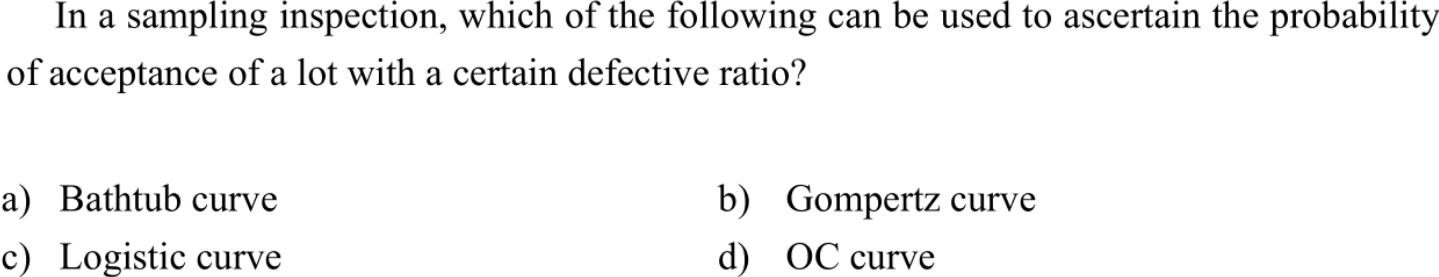 In a sampling inspection, which of the following can be used to ascertain the probability
of acceptance of a lot with a certain defective ratio?
a) Bathtub curve b) Gompertz curve
c) Logistic curve d) OC curve